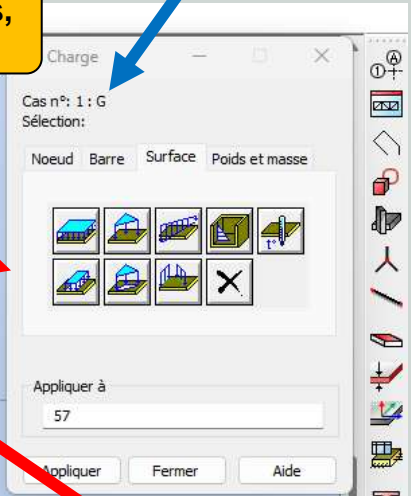 s,
Charge
Cas n°: 1 : G
Sélection:
Noeud Barre Surface Poids et masse
t°
Appliquer à
57
Appliquer Fermer Aide